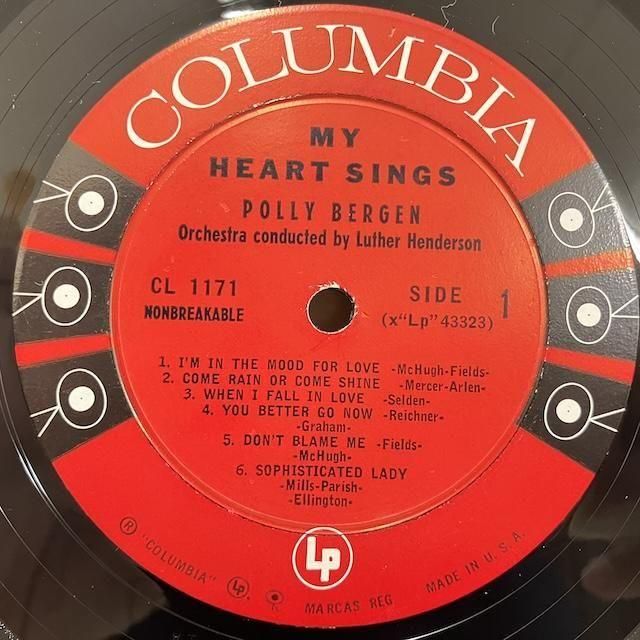 COLUMBIA
MY
HEART SINGS
POLLY BERGEN
Orchestra conducted by Luther Henderson
CL 1171
NONBREAKABLE
SIDE 1
(x"Lp" 43323)
1. I'M IN THE MOOD FOR LOVE -McHugh-Fields-
2. COME RAIN OR COME SHINE -Mercer-Arlen-
3. WHEN I FALL IN LOVE -Selden-
4. YOU BETTER GO NOW -Reichner-
-Graham-
5. DON'T BLAME ME -Fields-
-McHugh-
6. SOPHISTICATED LADY
-Mills-Parish-
-Ellington-
LP
® "COLUMBIA" LP, MARCAS REG MADE IN U.S.A.